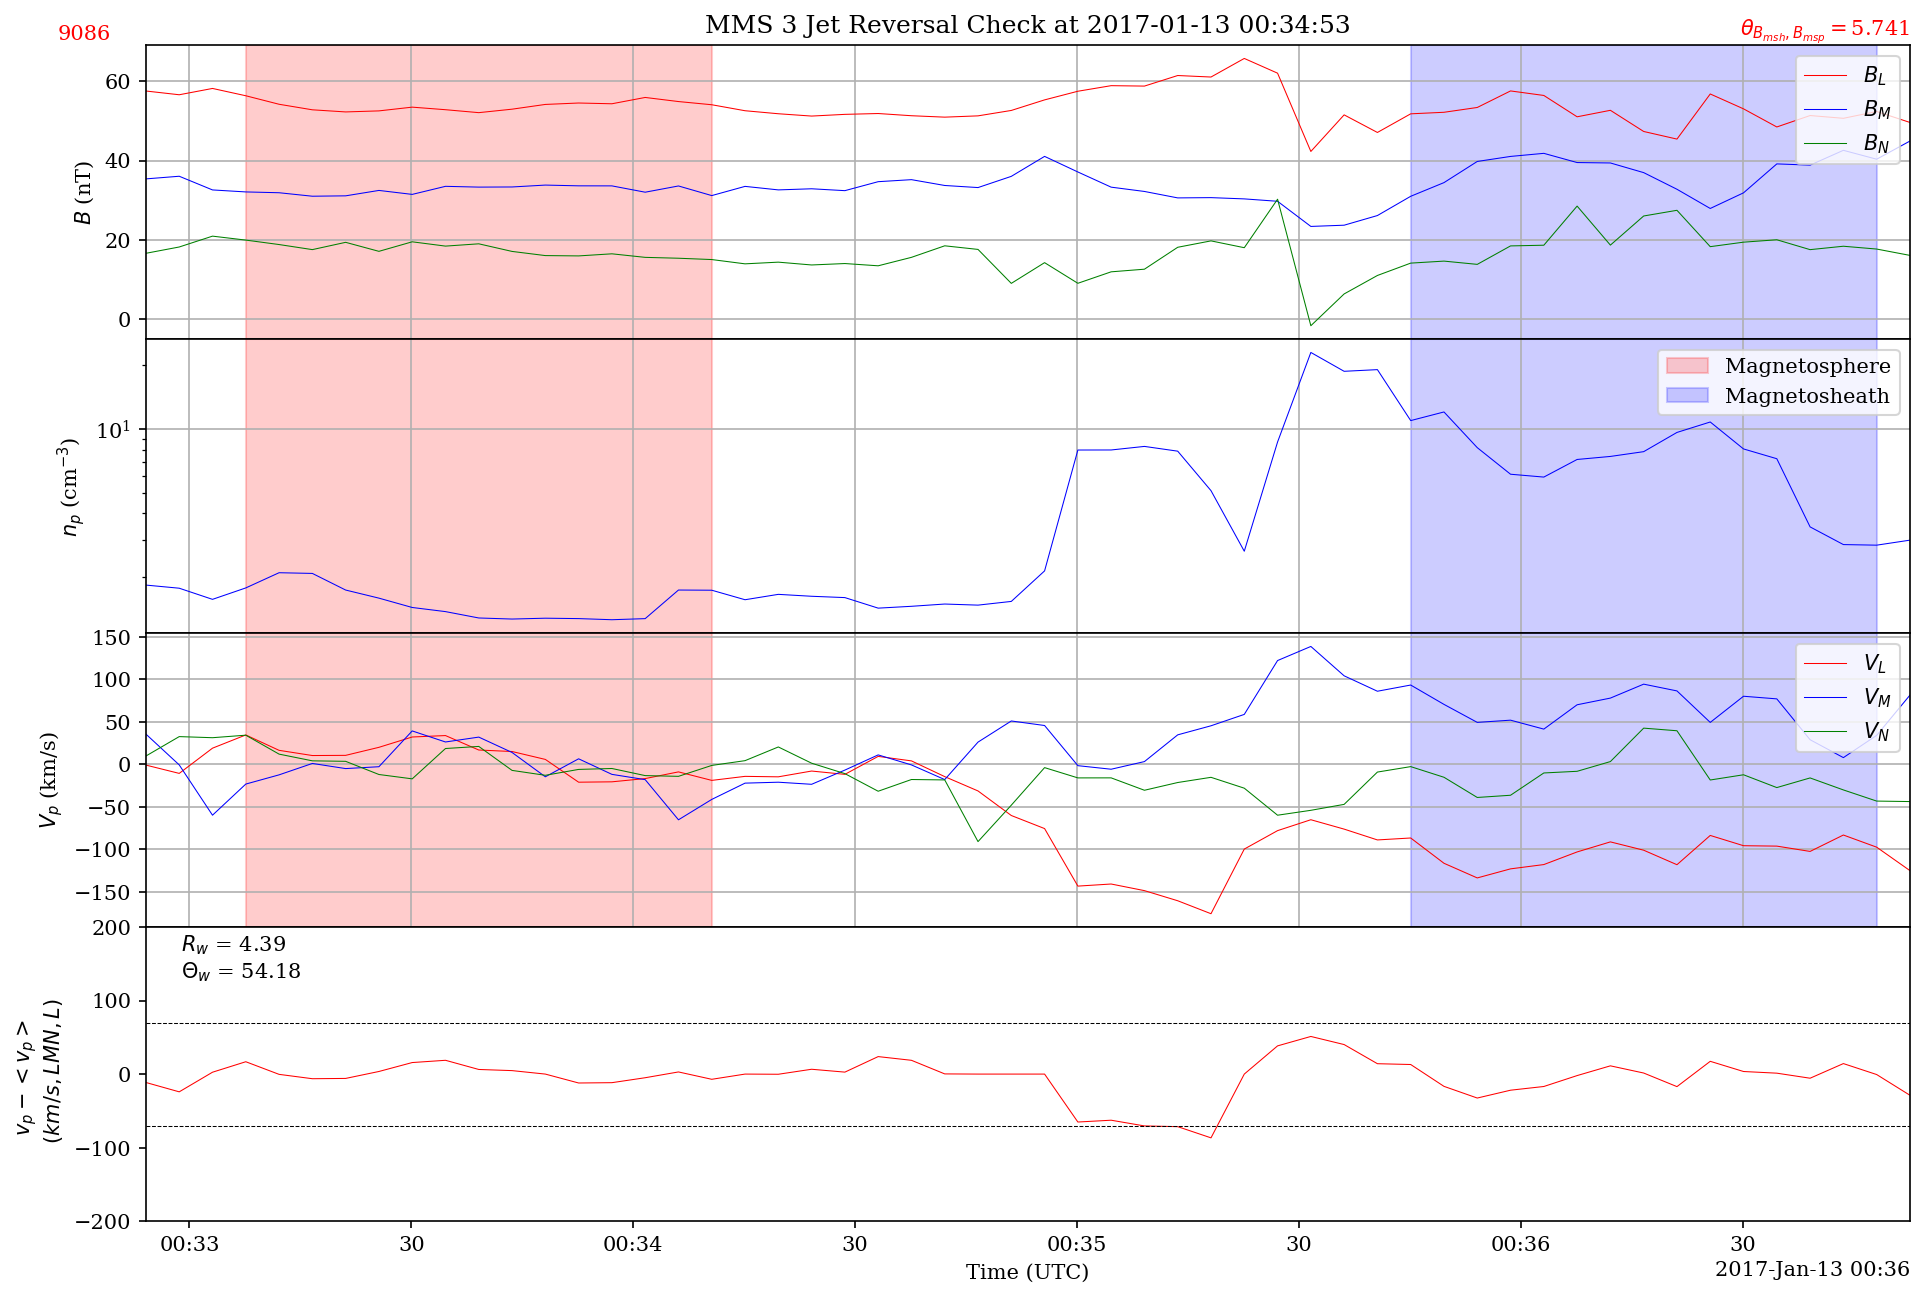 9086
MMS 3 Jet Reversal Check at 2017-01-13 00:34:53
θ_{B_{msh}, B_{msp}} = 5.741
B (nT)
60
40
20
0
B_L
B_M
B_N
n_p (cm^{−3})
10^1
Magnetosphere
Magnetosheath
V_p (km/s)
150
100
50
0
−50
−100
−150
V_L
V_M
V_N
v_p − < v_p >
(km/s, LMN, L)
200
100
0
−100
−200
R_w = 4.39
Θ_w = 54.18
00:33 30 00:34 30 00:35 30 00:36 30
Time (UTC)
2017-Jan-13 00:36